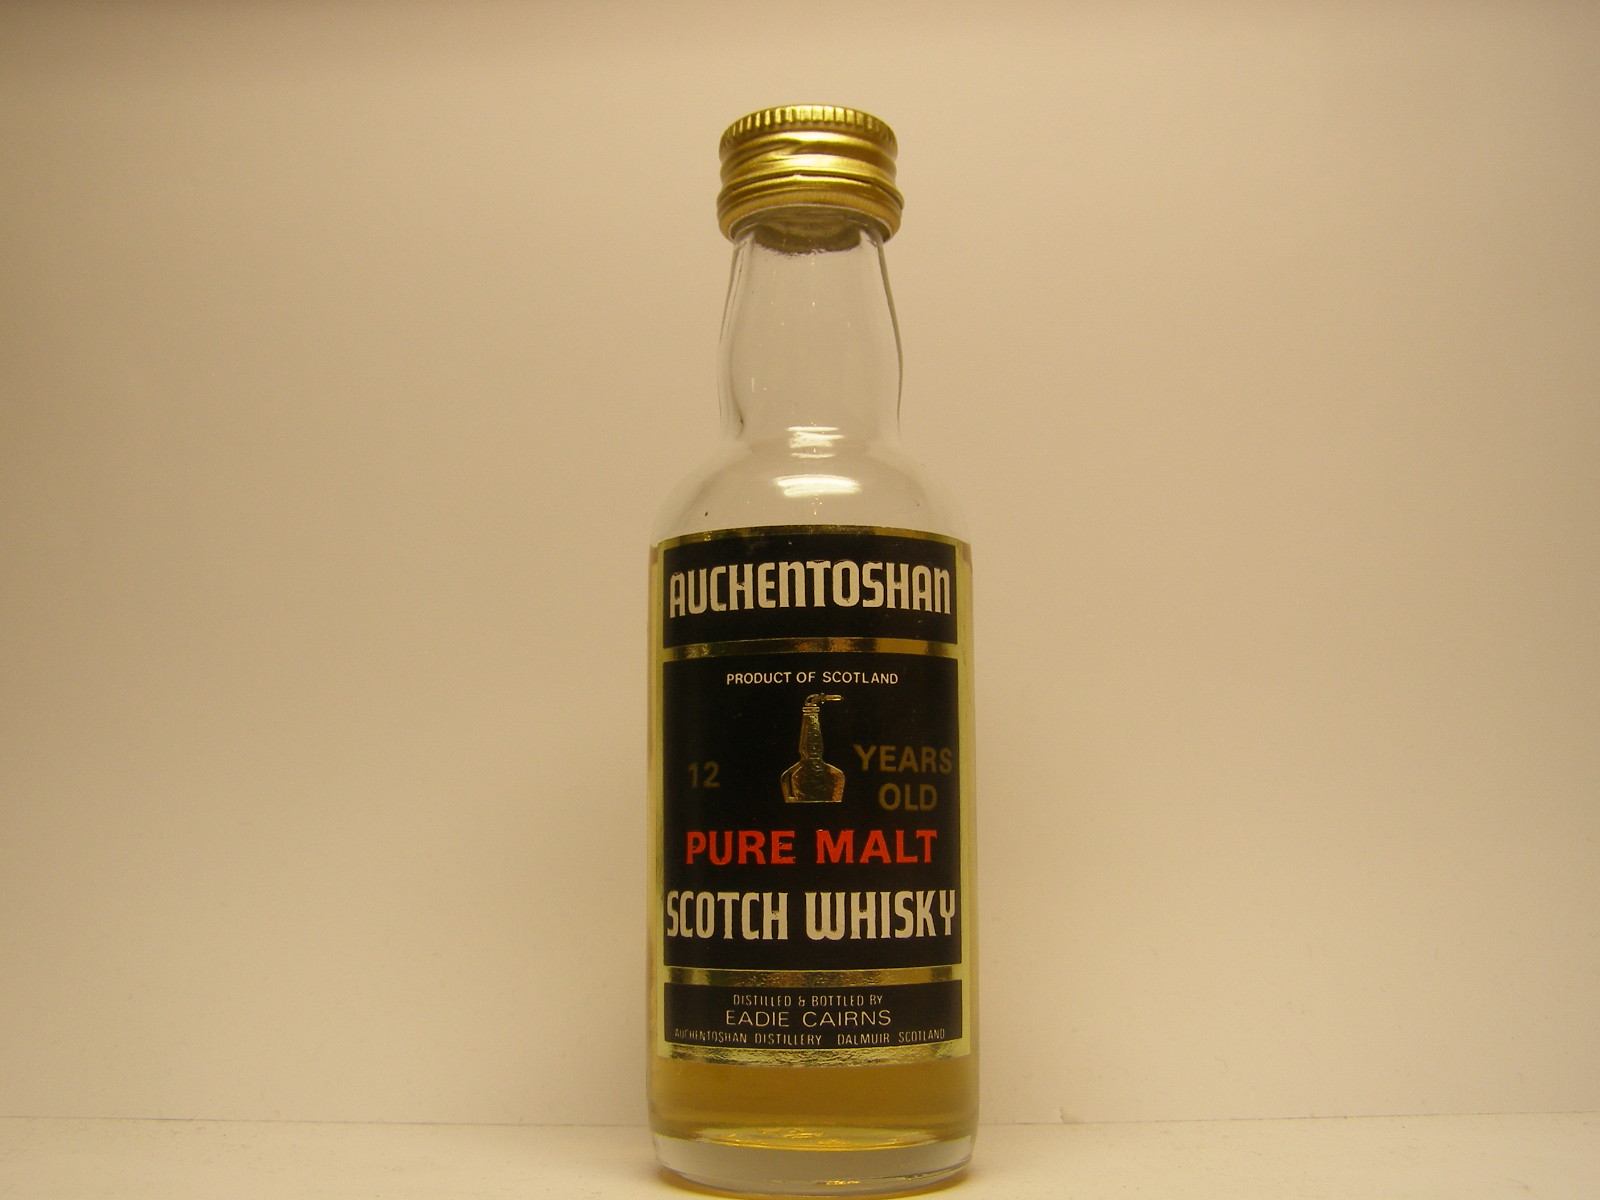 AUCHENTOSHAN
PRODUCT OF SCOTLAND
12 YEARS
OLD
PURE MALT
SCOTCH WHISKY
DISTILLED & BOTTLED BY
EADIE CAIRNS
AUCHENTOSHAN DISTILLERY DALMUIR SCOTLAND